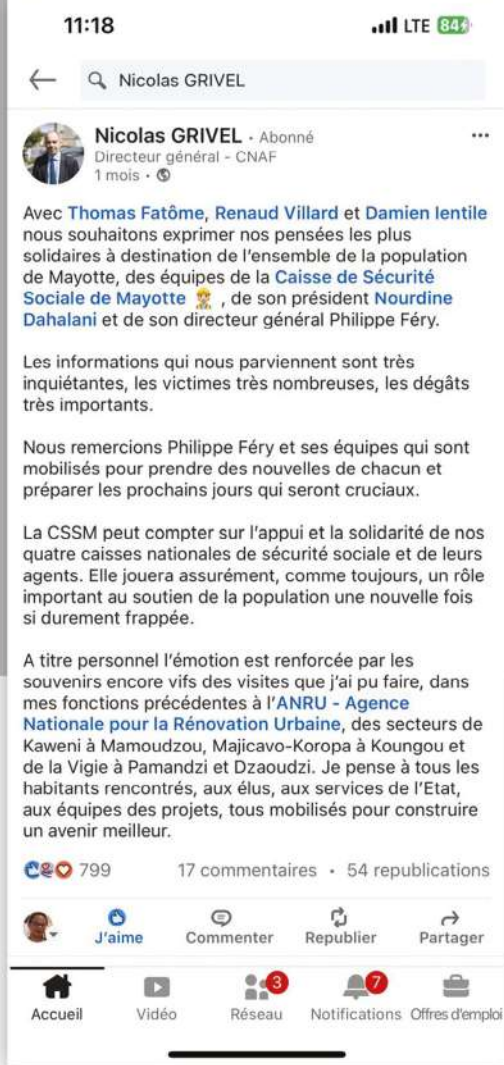 11:18
LTE 84
Nicolas GRIVEL
Nicolas GRIVEL • Abonné
Directeur général - CNAF
1 mois •
Avec Thomas Fatôme, Renaud Villard et Damien Ientile
nous souhaitons exprimer nos pensées les plus
solidaires à destination de l'ensemble de la population
de Mayotte, des équipes de la Caisse de Sécurité
Sociale de Mayotte , de son président Nourdine
Dahalani et de son directeur général Philippe Féry.
Les informations qui nous parviennent sont très
inquiétantes, les victimes très nombreuses, les dégâts
très importants.
Nous remercions Philippe Féry et ses équipes qui sont
mobilisés pour prendre des nouvelles de chacun et
préparer les prochains jours qui seront cruciaux.
La CSSM peut compter sur l'appui et la solidarité de nos
quatre caisses nationales de sécurité sociale et de leurs
agents. Elle jouera assurément, comme toujours, un rôle
important au soutien de la population une nouvelle fois
si durement frappée.
A titre personnel l'émotion est renforcée par les
souvenirs encore vifs des visites que j'ai pu faire, dans
mes fonctions précédentes à l'ANRU - Agence
Nationale pour la Rénovation Urbaine, des secteurs de
Kaweni à Mamoudzou, Majicavo-Koropa à Koungou et
de la Vigie à Pamandzi et Dzaoudzi. Je pense à tous les
habitants rencontrés, aux élus, aux services de l'Etat,
aux équipes des projets, tous mobilisés pour construire
un avenir meilleur.
799 17 commentaires • 54 republications
J'aime Commenter Republier Partager
3 7
Accueil Vidéo Réseau Notifications Offres d'emploi